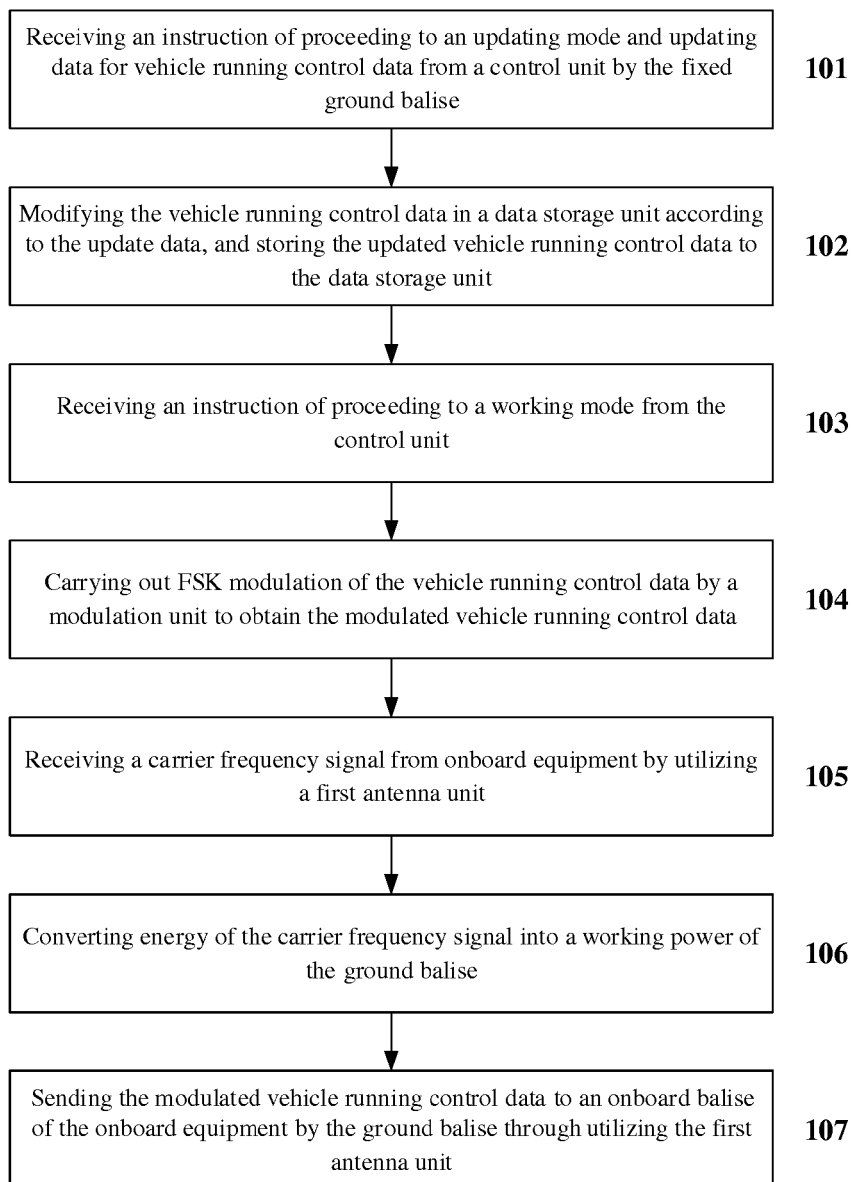 Receiving an instruction of proceeding to an updating mode and updating
data for vehicle running control data from a control unit by the fixed
ground balise
101
Modifying the vehicle running control data in a data storage unit according
to the update data, and storing the updated vehicle running control data to
the data storage unit
102
Receiving an instruction of proceeding to a working mode from the
control unit
103
Carrying out FSK modulation of the vehicle running control data by a
modulation unit to obtain the modulated vehicle running control data
104
Receiving a carrier frequency signal from onboard equipment by utilizing
a first antenna unit
105
Converting energy of the carrier frequency signal into a working power of
the ground balise
106
Sending the modulated vehicle running control data to an onboard balise
of the onboard equipment by the ground balise through utilizing the first
antenna unit
107